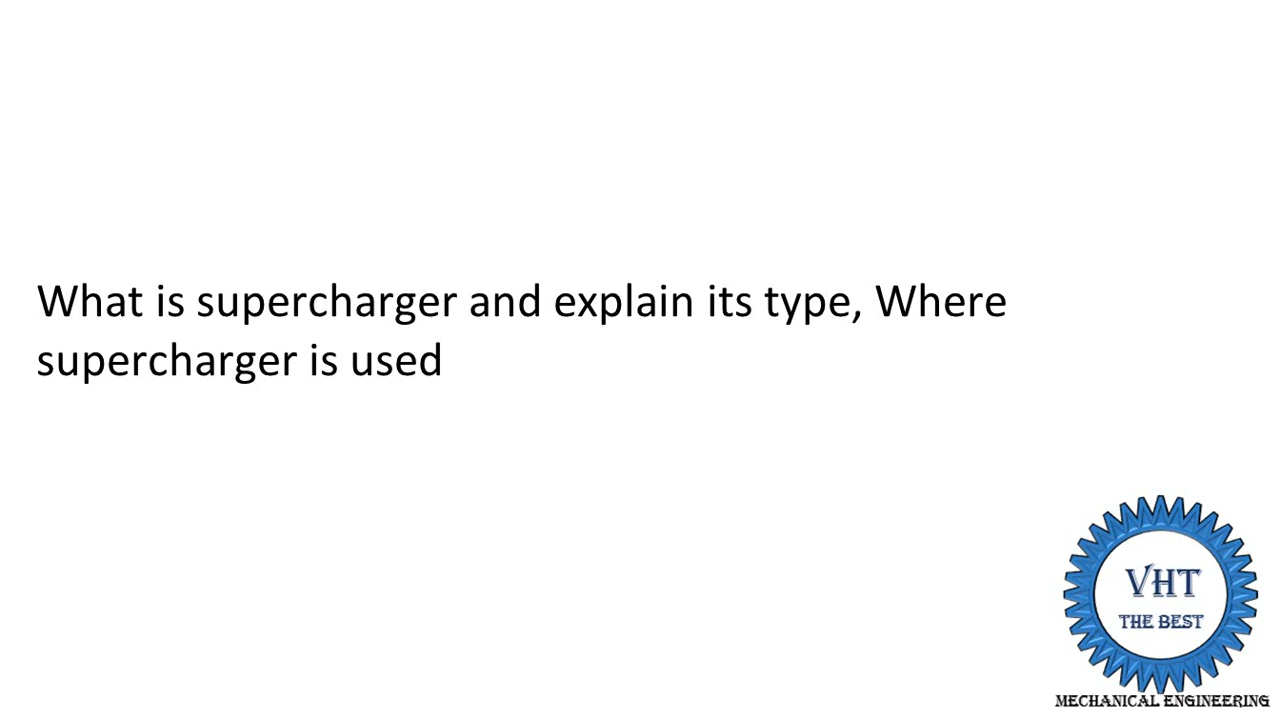 What is supercharger and explain its type, Where
supercharger is used
VHT
THE BEST
MECHANICAL ENGINEERING